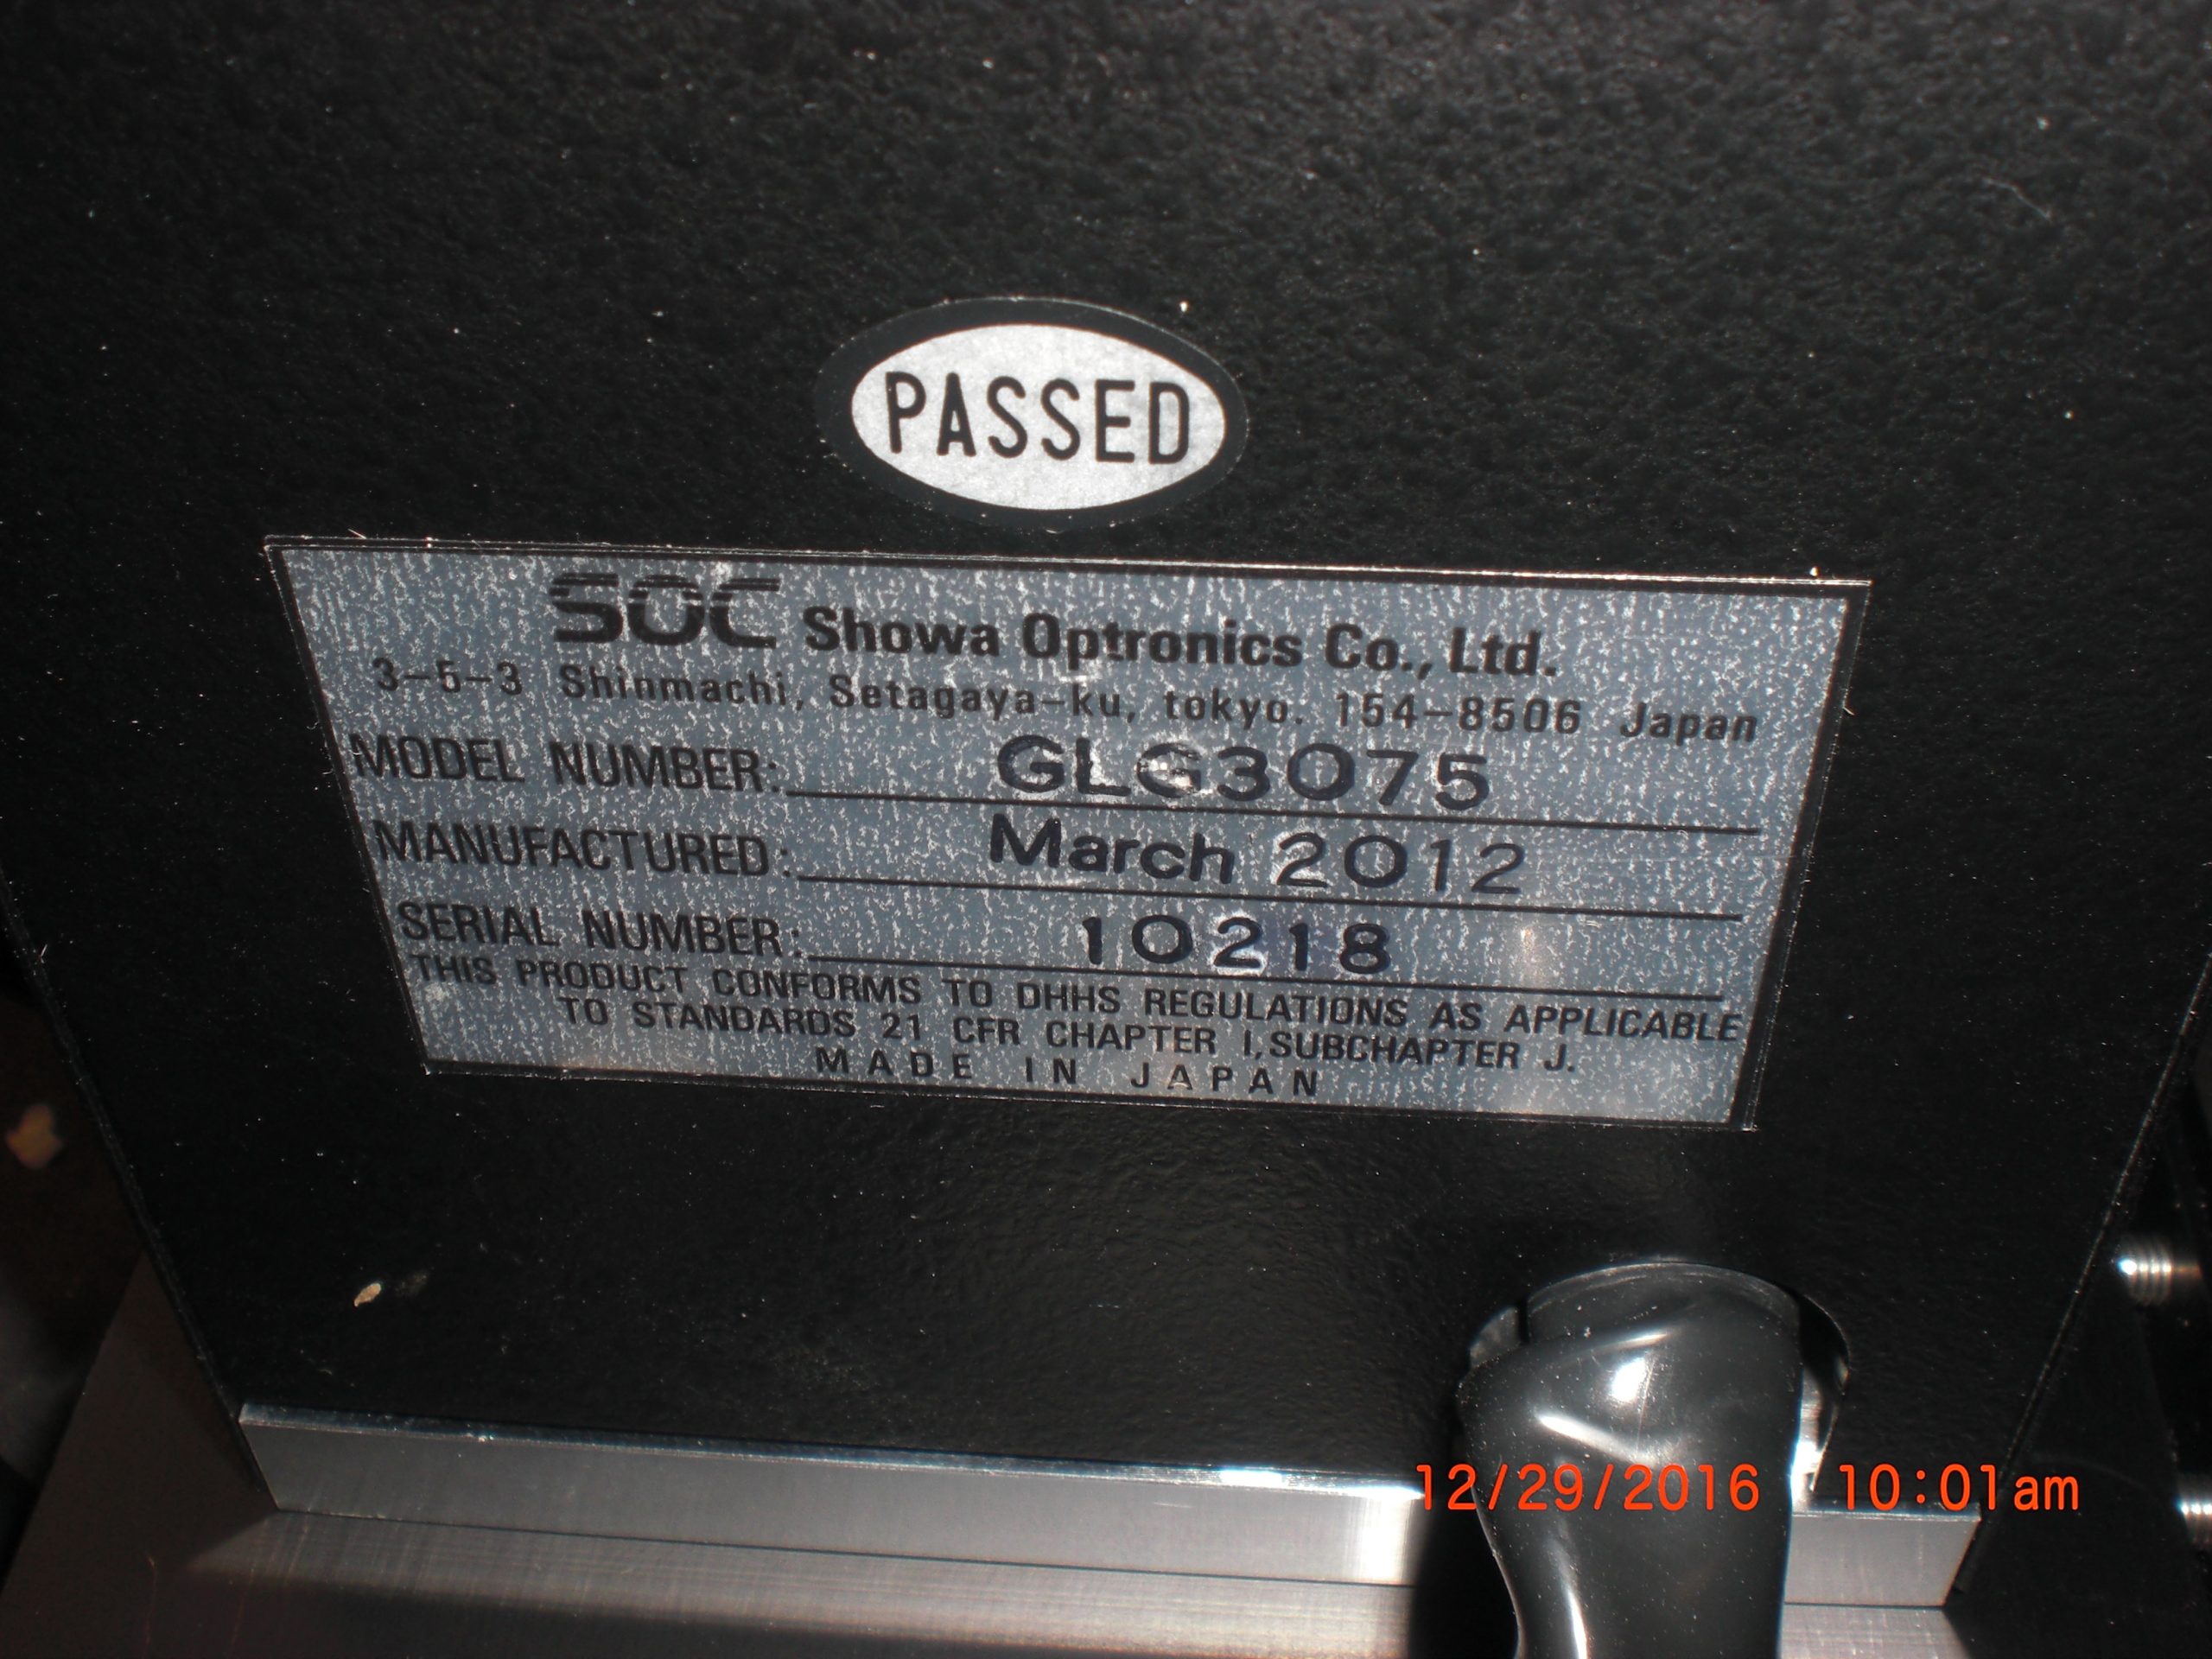 PASSED
SOC Showa Optronics Co., Ltd.
3-5-3 Shinmachi, Setagaya-ku, tokyo. 154-8506 Japan
MODEL NUMBER: GLG3075
MANUFACTURED: March 2012
SERIAL NUMBER: 10218
THIS PRODUCT CONFORMS TO DHHS REGULATIONS AS APPLICABLE
TO STANDARDS 21 CFR CHAPTER I, SUBCHAPTER J.
MADE IN JAPAN
12/29/2016 10:01am